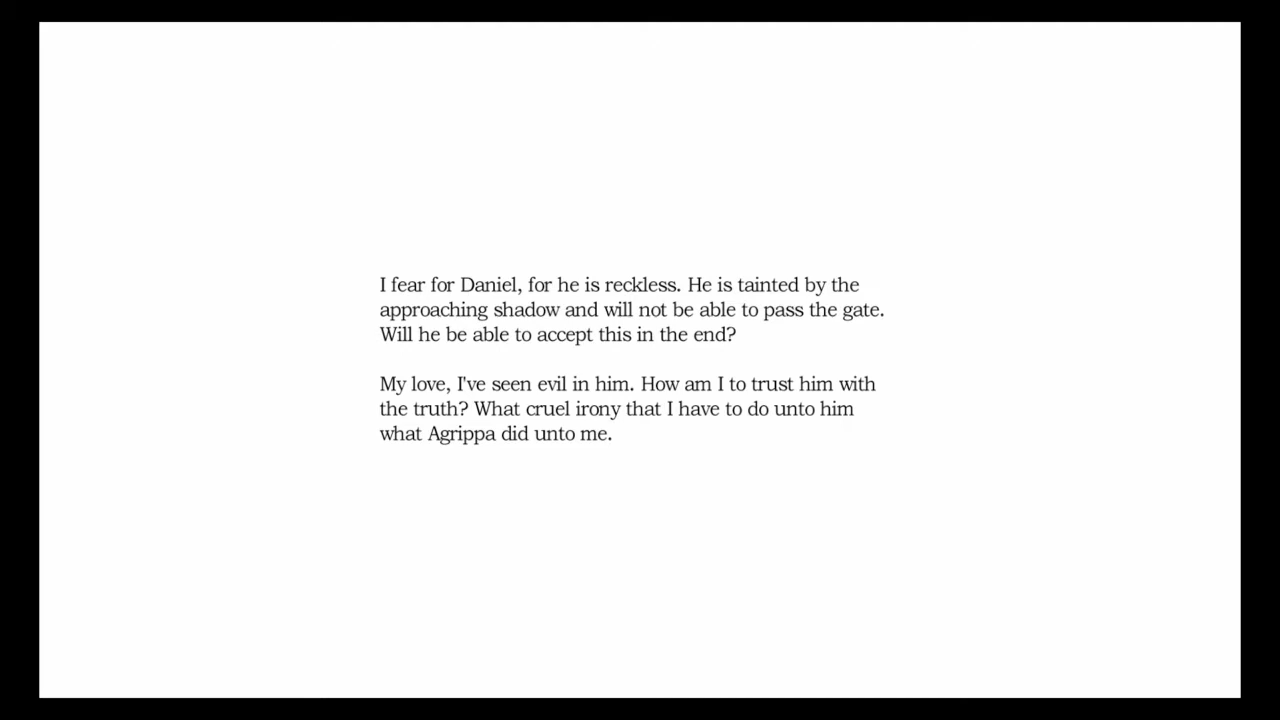 I fear for Daniel, for he is reckless. He is tainted by the
approaching shadow and will not be able to pass the gate.
Will he be able to accept this in the end?
My love, I've seen evil in him. How am I to trust him with
the truth? What cruel irony that I have to do unto him
what Agrippa did unto me.